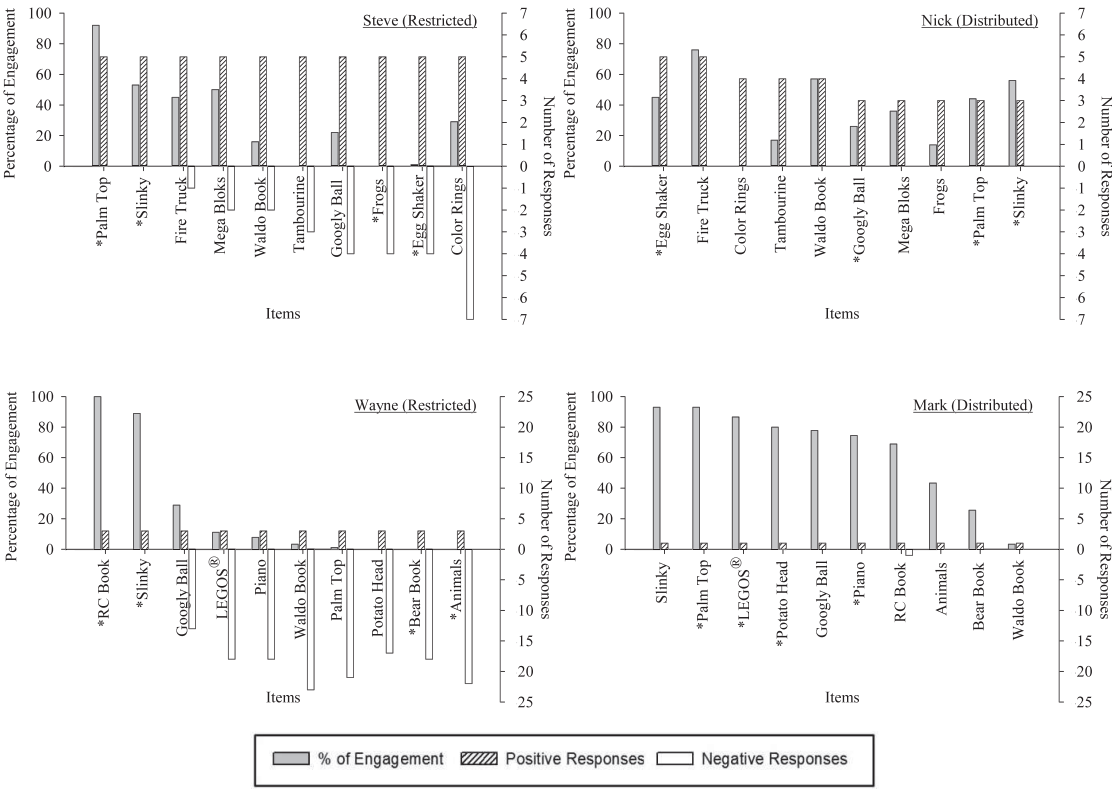 Steve (Restricted)
Percentage of Engagement
100
80
60
40
20
0
7
6
5
4
3
2
1
0
1
2
3
4
5
6
7
Number of Responses
*Palm Top
*Slinky
Fire Truck
Mega Bloks
Waldo Book
Tambourine
Googly Ball
*Frogs
*Egg Shaker
Color Rings
Items
Nick (Distributed)
Percentage of Engagement
100
80
60
40
20
0
7
6
5
4
3
2
1
0
1
2
3
4
5
6
7
Number of Responses
*Egg Shaker
Fire Truck
Color Rings
Tambourine
Waldo Book
*Googly Ball
Mega Bloks
Frogs
*Palm Top
*Slinky
Items
Wayne (Restricted)
Percentage of Engagement
100
80
60
40
20
0
25
20
15
10
5
0
5
10
15
20
25
Number of Responses
*RC Book
*Slinky
Googly Ball
LEGOS®
Piano
Waldo Book
Palm Top
Potato Head
*Bear Book
*Animals
Items
Mark (Distributed)
Percentage of Engagement
100
80
60
40
20
0
25
20
15
10
5
0
5
10
15
20
25
Number of Responses
Slinky
*Palm Top
*LEGOS®
*Potato Head
Googly Ball
*Piano
RC Book
Animals
Bear Book
Waldo Book
Items
% of Engagement
Positive Responses
Negative Responses